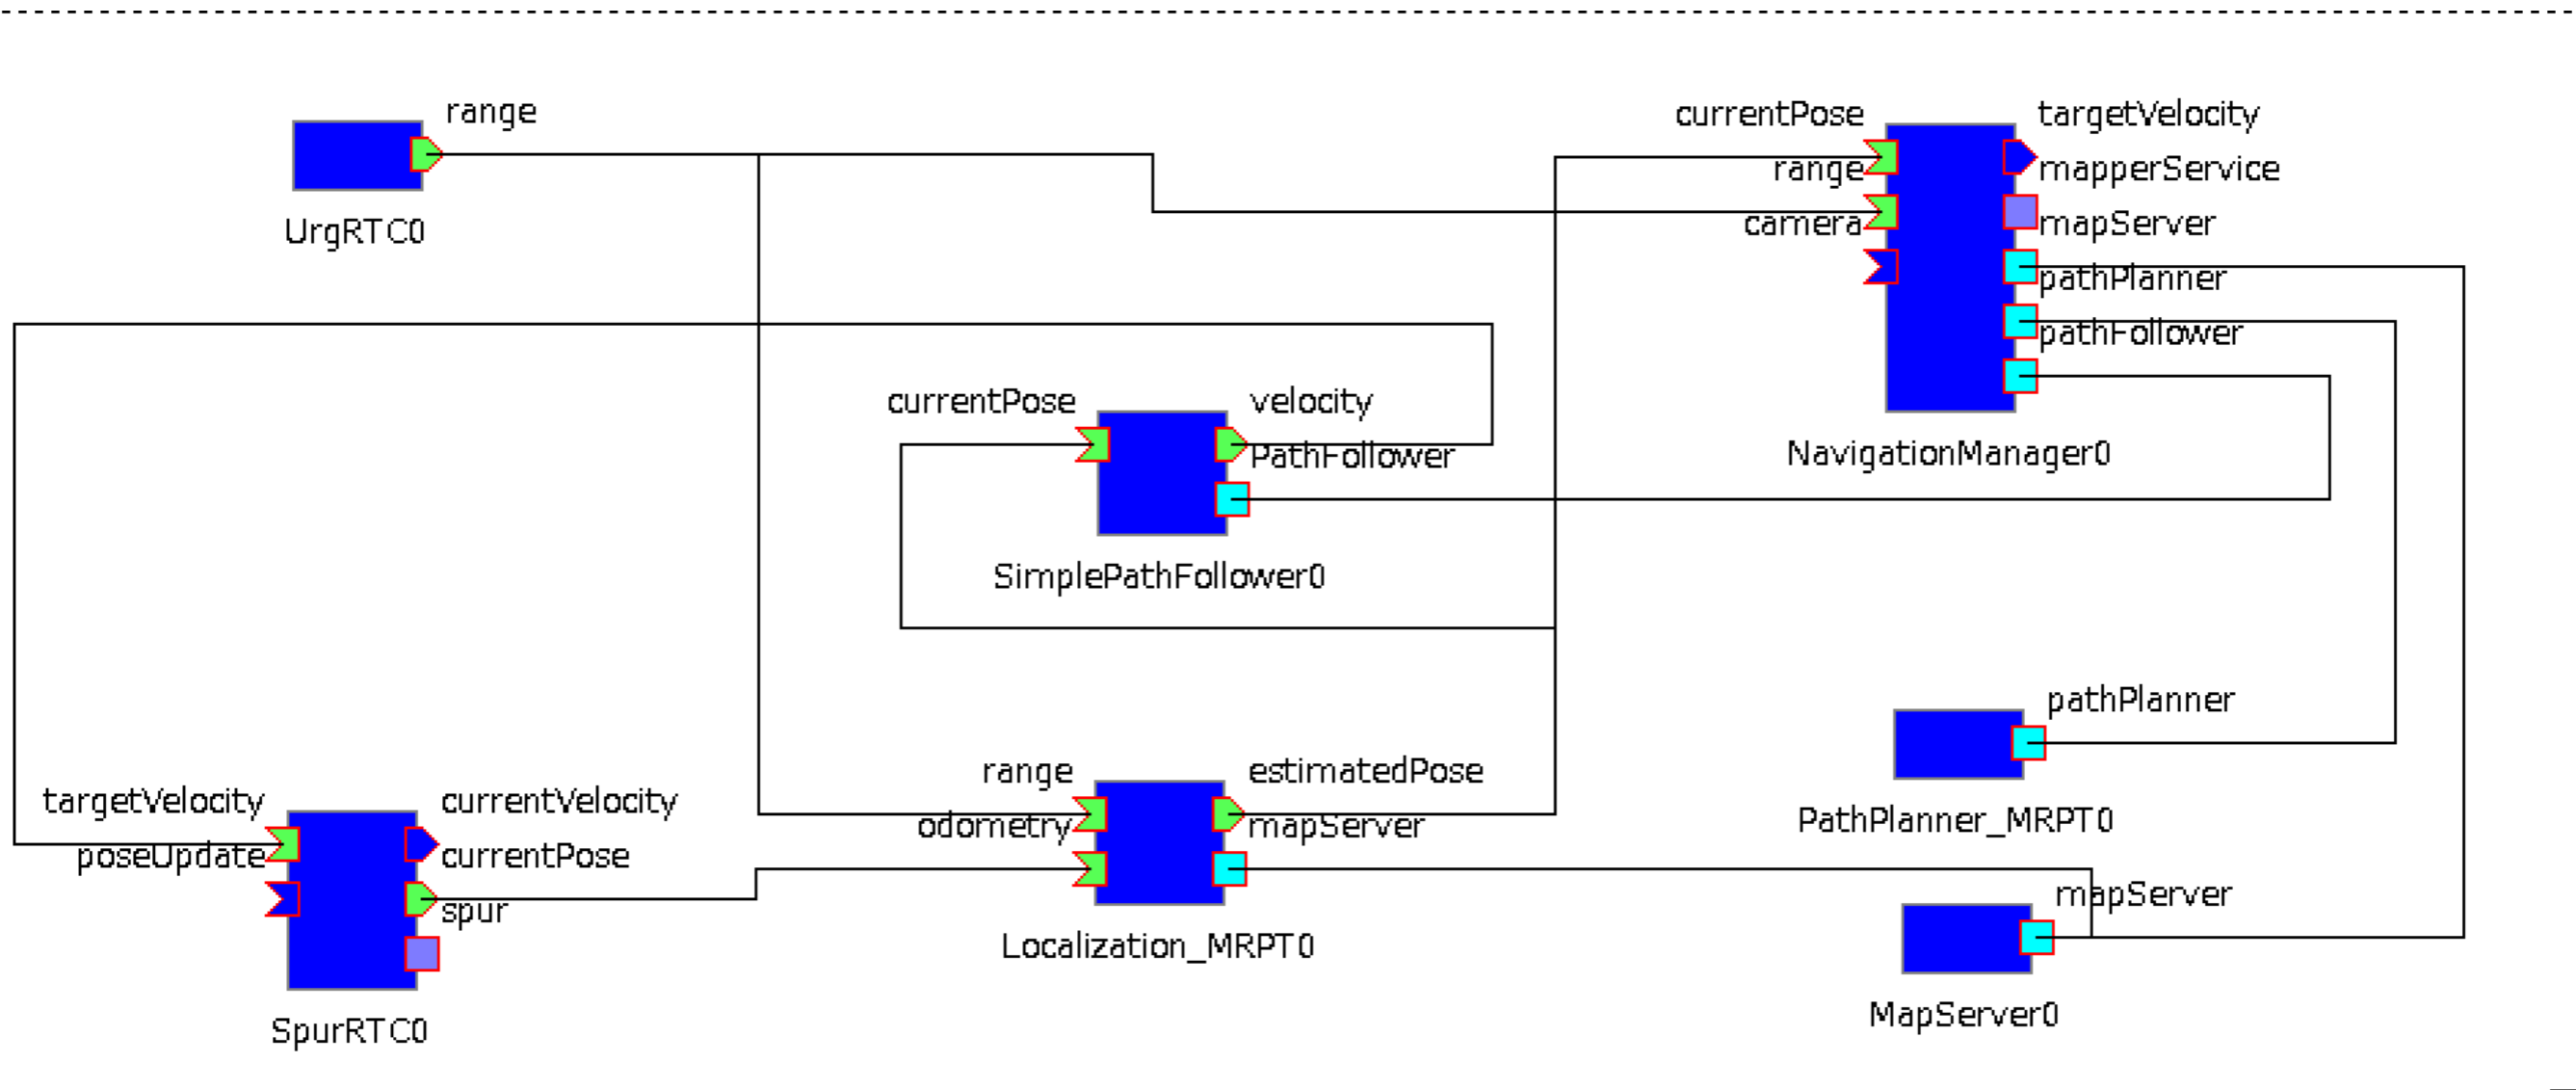 range
UrgRTC0
currentPose
range
camera
targetVelocity
mapperService
mapServer
pathPlanner
pathFollower
NavigationManager0
currentPose
velocity
PathFollower
SimplePathFollower0
targetVelocity
poseUpdate
currentVelocity
currentPose
spur
SpurRTC0
range
odometry
estimatedPose
mapServer
Localization_MRPT0
pathPlanner
PathPlanner_MRPT0
mapServer
MapServer0